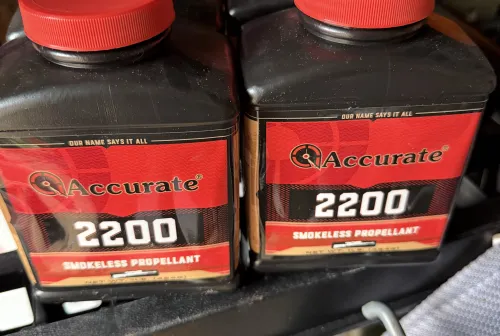 OUR NAME SAYS IT ALL
Accurate
2200
SMOKELESS PROPELLANT
OUR NAME SAYS IT ALL
Accurate
2200
SMOKELESS PROPELLANT